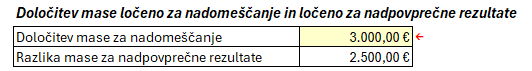 Določitev mase ločeno za nadomeščanje in ločeno za nadpovprečne rezultate
Določitev mase za nadomeščanje 3.000,00 € ←
Razlika mase za nadpovprečne rezultate 2.500,00 €